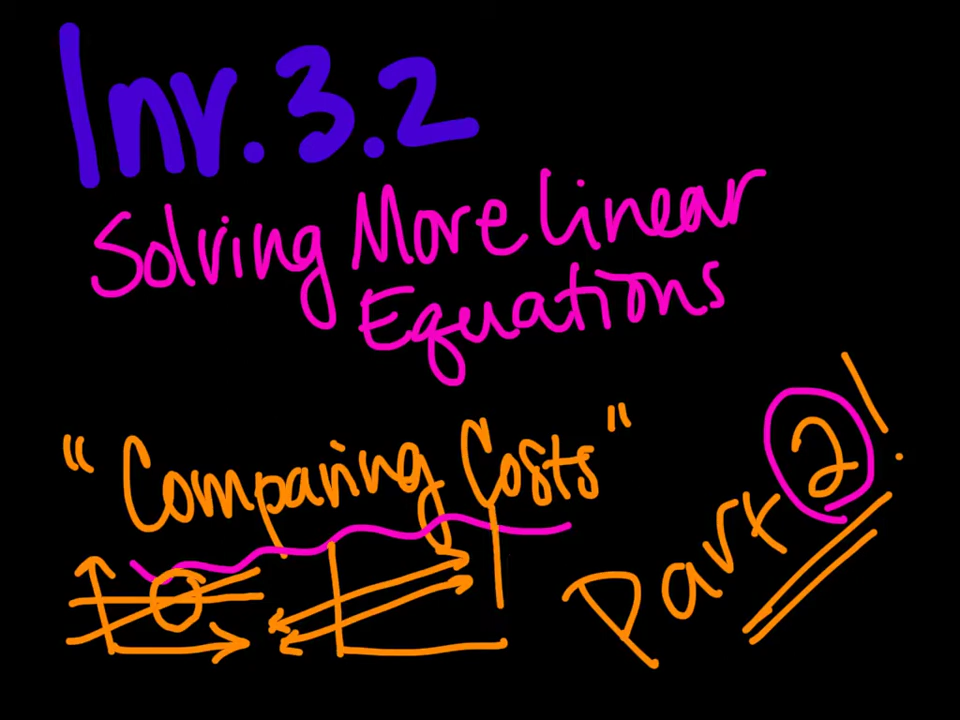 Inv. 3.2
Solving More Linear
Equations
"Comparing Costs"
Part 2!